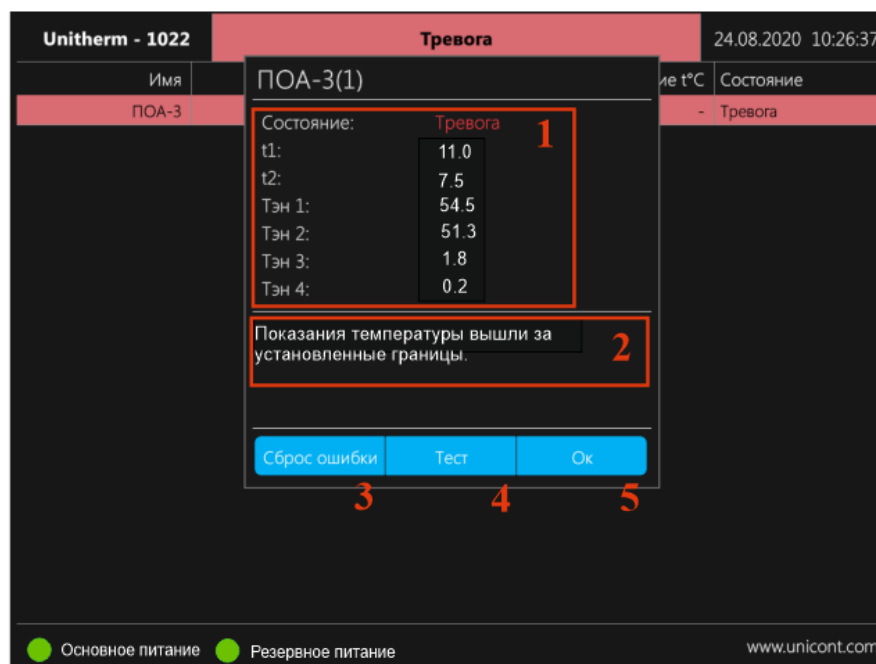 Unitherm - 1022 Тревога 24.08.2020 10:26:37
Имя ие t°C Состояние
ПОА-3 - Тревога
ПОА-3(1)
Состояние: Тревога 1
t1: 11.0
t2: 7.5
Тэн 1: 54.5
Тэн 2: 51.3
Тэн 3: 1.8
Тэн 4: 0.2
Показания температуры вышли за
установленные границы. 2
Сброс ошибки Тест Ок
3 4 5
Основное питание Резервное питание www.unicont.com